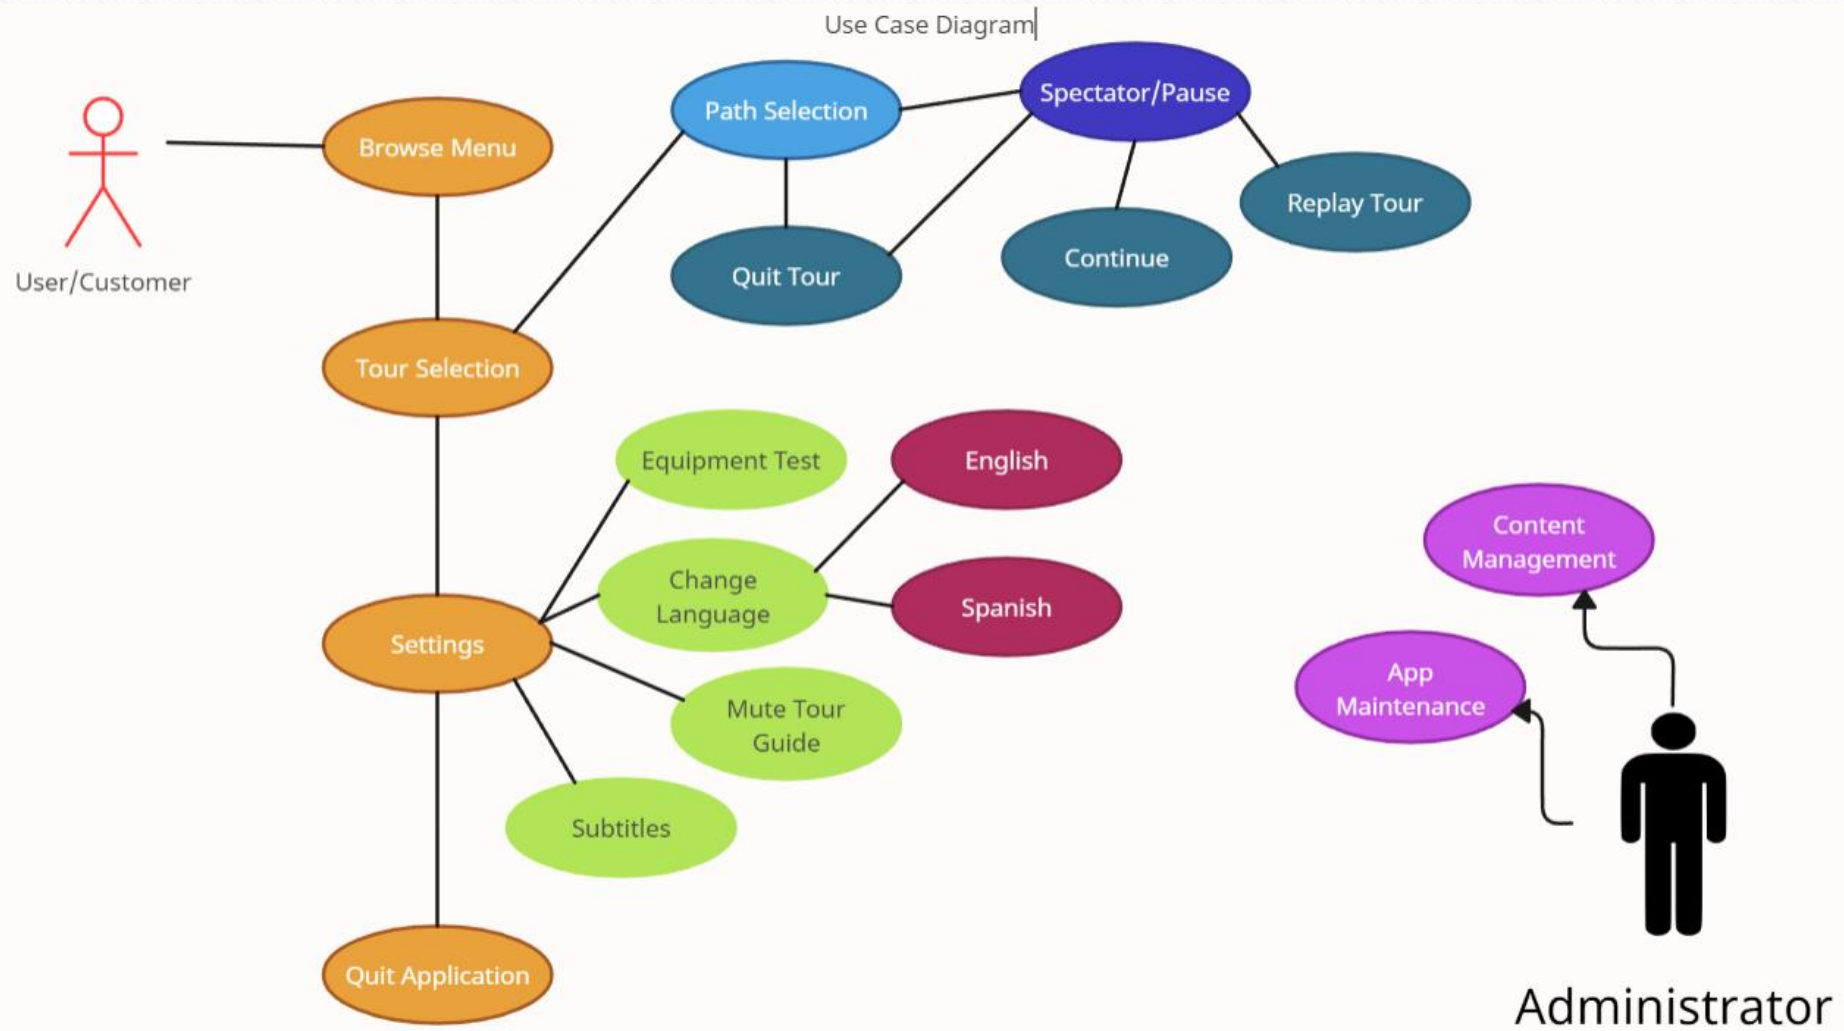 Use Case Diagram
Path Selection
Spectator/Pause
Browse Menu
Replay Tour
Continue
Quit Tour
User/Customer
Tour Selection
Equipment Test
English
Content
Management
Change
Language
Spanish
Settings
App
Maintenance
Mute Tour
Guide
Subtitles
Quit Application
Administrator